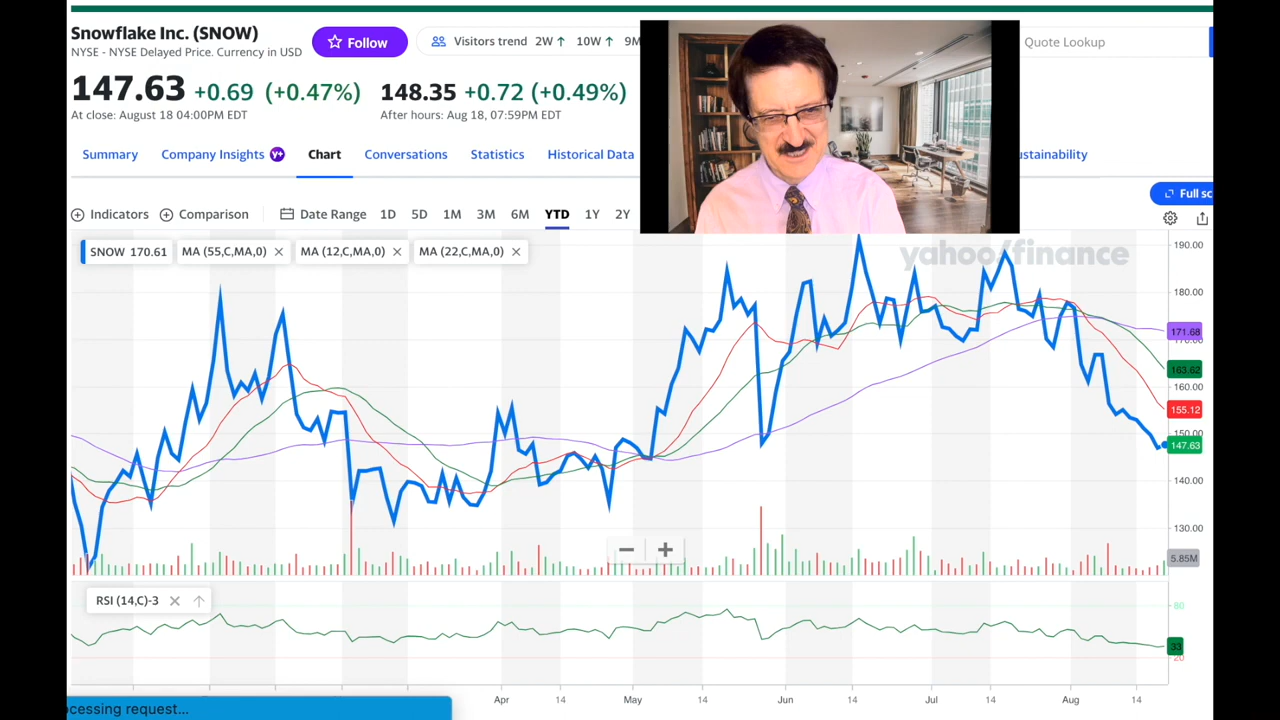 Snowflake Inc. (SNOW)
NYSE - NYSE Delayed Price. Currency in USD
Follow
Visitors trend 2W ↑ 10W ↑ 9M
Quote Lookup
147.63 +0.69 (+0.47%)
At close: August 18 04:00PM EDT
148.35 +0.72 (+0.49%)
After hours: Aug 18, 07:59PM EDT
Summary Company Insights Y+ Chart Conversations Statistics Historical Data ustainability
Full sc
Indicators Comparison Date Range 1D 5D 1M 3M 6M YTD 1Y 2Y
SNOW 170.61 MA (55,C,MA,0) MA (12,C,MA,0) MA (22,C,MA,0)
yahoo/finance
190.00
180.00
171.68
170.00
163.62
160.00
155.12
150.00
147.63
140.00
130.00
5.85M
RSI (14,C)-3
80
33
20
Apr 14 May 14 Jun 14 Jul 14 Aug 14
cessing request...